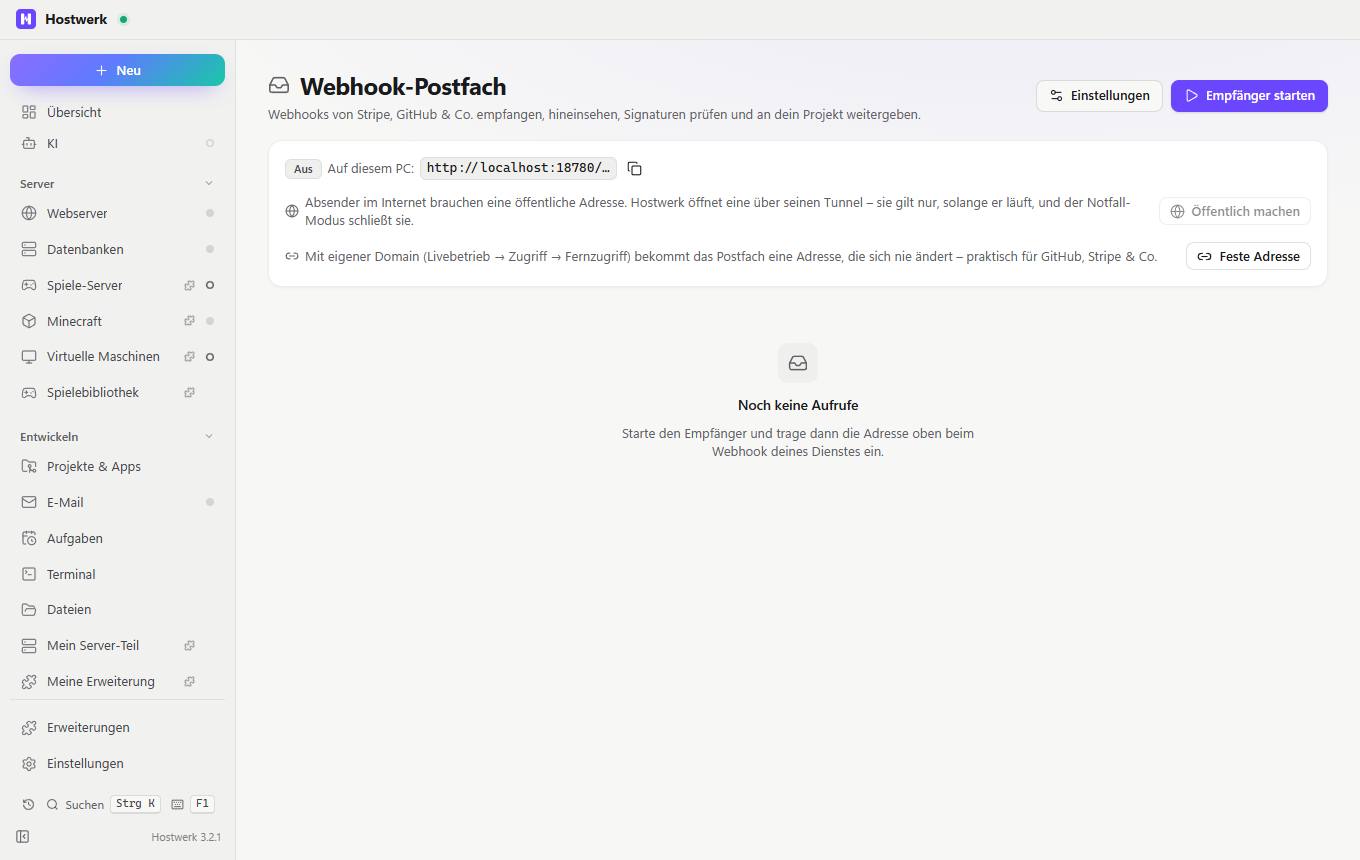 Hostwerk
Neu
Übersicht
KI
Server
Webserver
Datenbanken
Spiele-Server
Minecraft
Virtuelle Maschinen
Spielebibliothek
Entwickeln
Projekte & Apps
E-Mail
Aufgaben
Terminal
Dateien
Mein Server-Teil
Meine Erweiterung
Erweiterungen
Einstellungen
Suchen Strg K F1
Hostwerk 3.2.1
Webhook-Postfach
Webhooks von Stripe, GitHub & Co. empfangen, hineinsehen, Signaturen prüfen und an dein Projekt weitergeben.
Einstellungen
Empfänger starten
Aus Auf diesem PC: http://localhost:18780/…
Absender im Internet brauchen eine öffentliche Adresse. Hostwerk öffnet eine über seinen Tunnel – sie gilt nur, solange er läuft, und der Notfall-
Modus schließt sie.
Öffentlich machen
Mit eigener Domain (Livebetrieb → Zugriff → Fernzugriff) bekommt das Postfach eine Adresse, die sich nie ändert – praktisch für GitHub, Stripe & Co.
Feste Adresse
Noch keine Aufrufe
Starte den Empfänger und trage dann die Adresse oben beim
Webhook deines Dienstes ein.